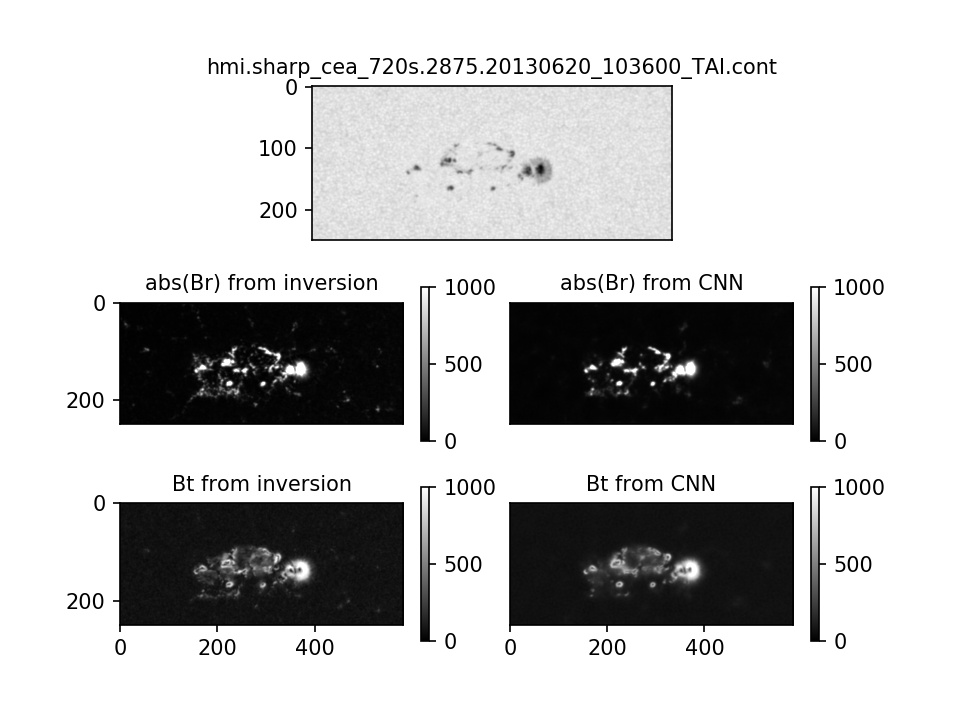 hmi.sharp_cea_720s.2875.20130620_103600_TAI.cont
0
100
200
abs(Br) from inversion
abs(Br) from CNN
0
200
1000
500
0
1000
500
0
Bt from inversion
Bt from CNN
0
200
0 200 400
1000
500
0
0 200 400
1000
500
0